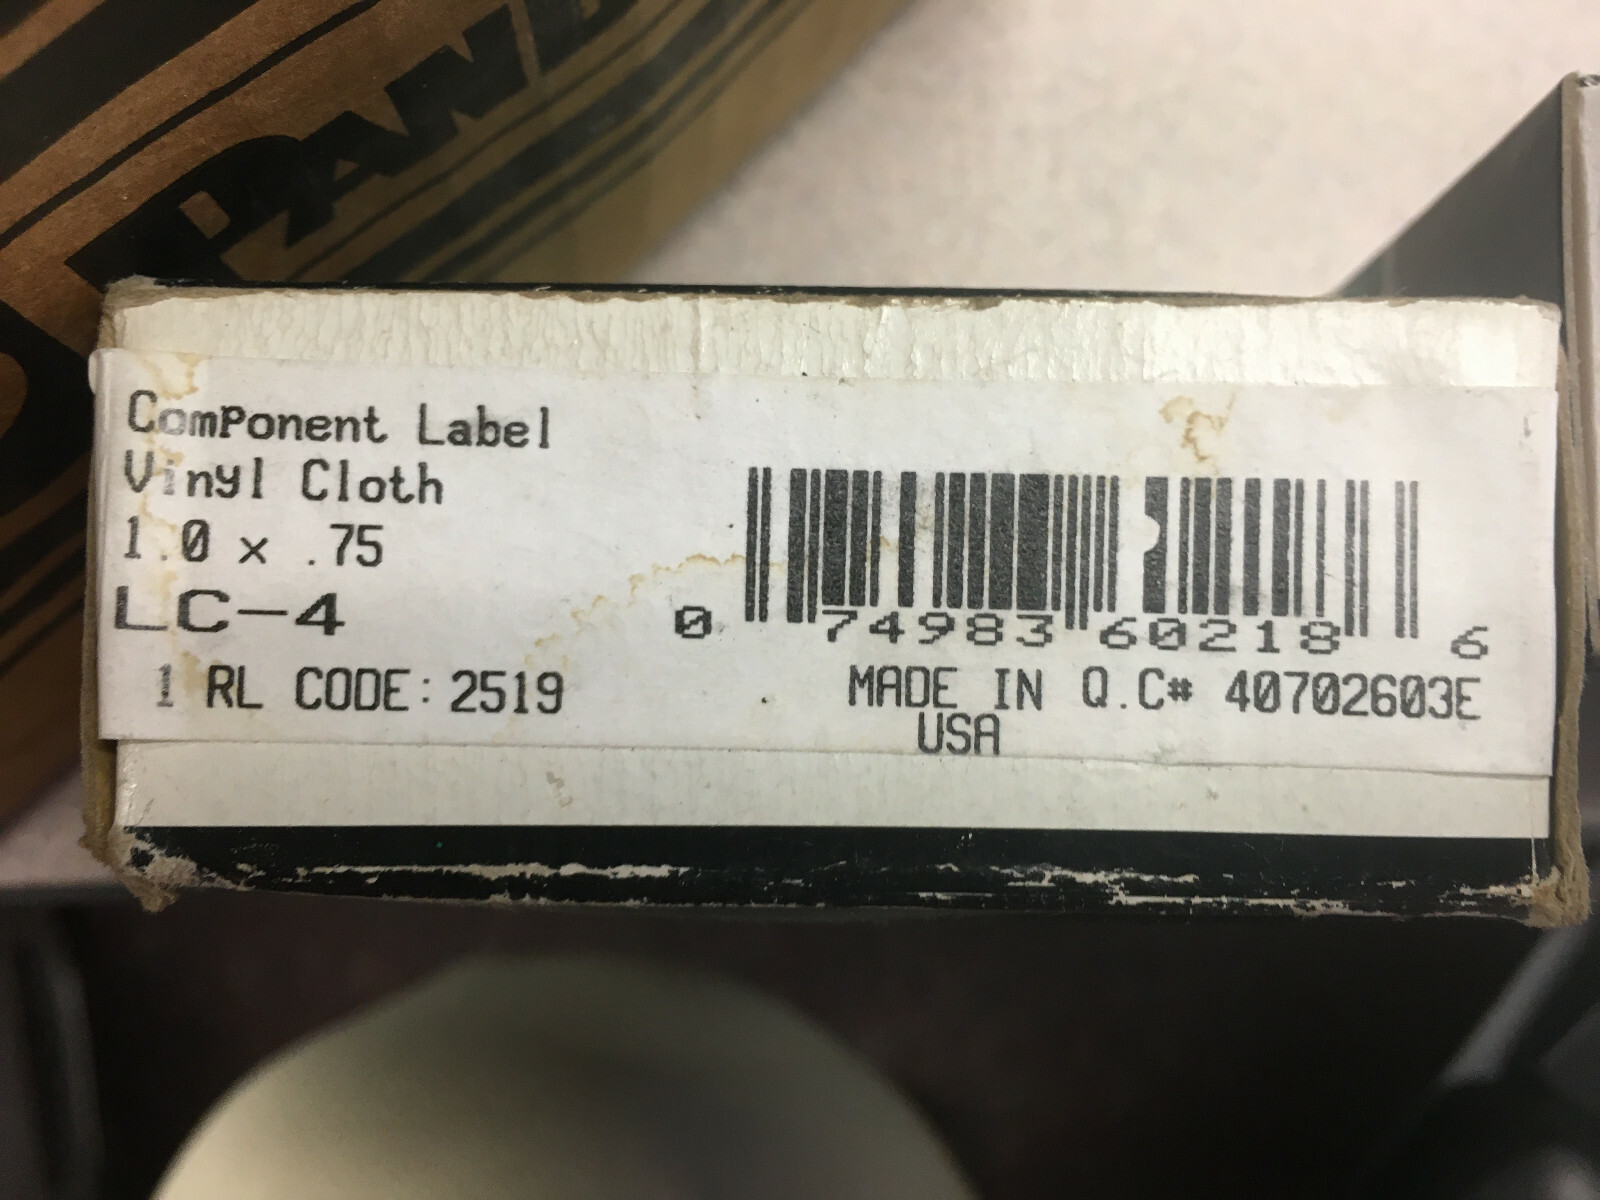 PAN
ComPonent Label
Vinyl Cloth
1.0 x .75
LC-4
0 74983 60218 6
1 RL CODE: 2519
MADE IN Q.C# 40702603E
USA